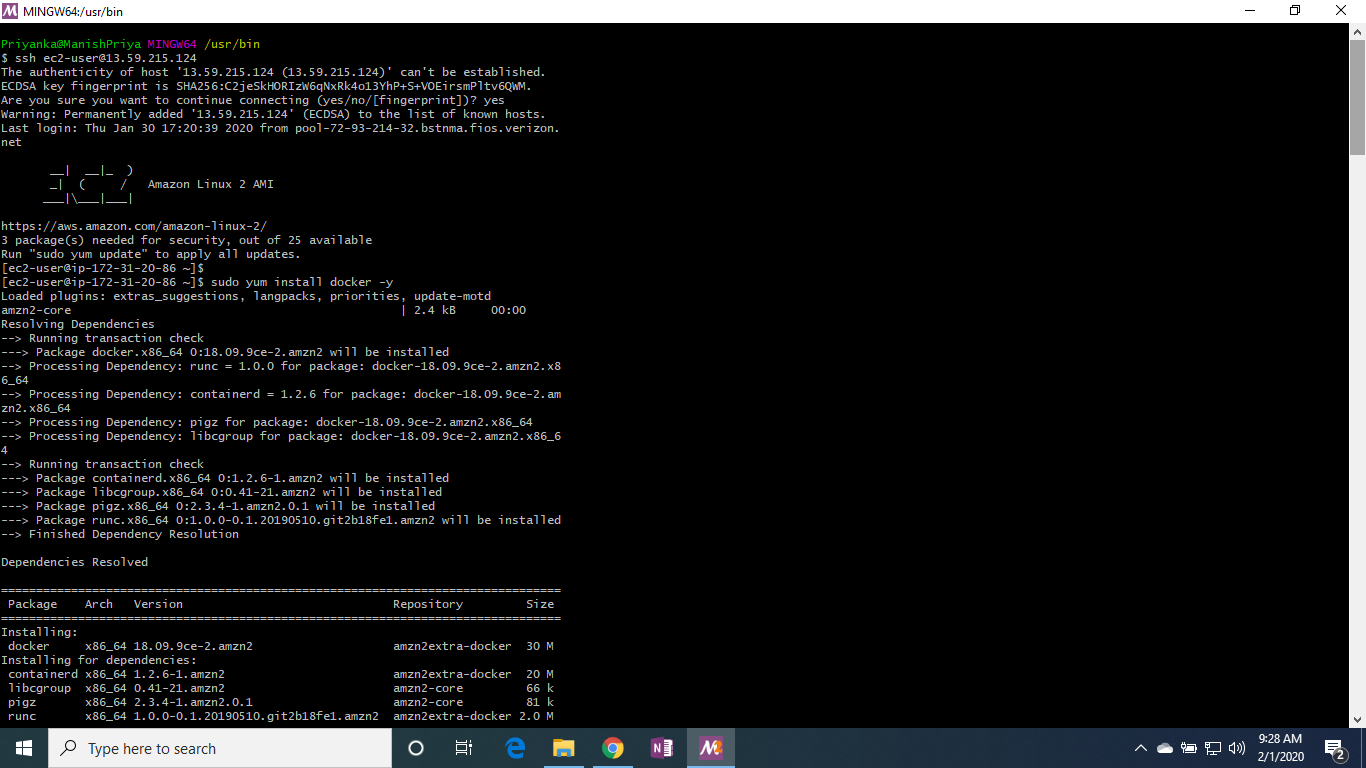 MINGW64:/usr/bin
Priyanka@ManishPriya MINGW64 /usr/bin
$ ssh ec2-user@13.59.215.124
The authenticity of host '13.59.215.124 (13.59.215.124)' can't be established.
ECDSA key fingerprint is SHA256:C2jeSkHORIzW6qNxRk4o13YhP+S+VOEirsmPltv6QWM.
Are you sure you want to continue connecting (yes/no/[fingerprint])? yes
Warning: Permanently added '13.59.215.124' (ECDSA) to the list of known hosts.
Last login: Thu Jan 30 17:20:39 2020 from pool-72-93-214-32.bstnma.fios.verizon.
net
       __|  __|_  )
       _|  (     /   Amazon Linux 2 AMI
      ___|\___|___|
https://aws.amazon.com/amazon-linux-2/
3 package(s) needed for security, out of 25 available
Run "sudo yum update" to apply all updates.
[ec2-user@ip-172-31-20-86 ~]$
[ec2-user@ip-172-31-20-86 ~]$ sudo yum install docker -y
Loaded plugins: extras_suggestions, langpacks, priorities, update-motd
amzn2-core                                               | 2.4 kB     00:00
Resolving Dependencies
--> Running transaction check
---> Package docker.x86_64 0:18.09.9ce-2.amzn2 will be installed
--> Processing Dependency: runc = 1.0.0 for package: docker-18.09.9ce-2.amzn2.x8
6_64
--> Processing Dependency: containerd = 1.2.6 for package: docker-18.09.9ce-2.am
zn2.x86_64
--> Processing Dependency: pigz for package: docker-18.09.9ce-2.amzn2.x86_64
--> Processing Dependency: libcgroup for package: docker-18.09.9ce-2.amzn2.x86_6
4
--> Running transaction check
---> Package containerd.x86_64 0:1.2.6-1.amzn2 will be installed
---> Package libcgroup.x86_64 0:0.41-21.amzn2 will be installed
---> Package pigz.x86_64 0:2.3.4-1.amzn2.0.1 will be installed
---> Package runc.x86_64 0:1.0.0-0.1.20190510.git2b18fe1.amzn2 will be installed
--> Finished Dependency Resolution
Dependencies Resolved
================================================================================
 Package    Arch   Version                              Repository         Size
================================================================================
Installing:
 docker     x86_64 18.09.9ce-2.amzn2                    amzn2extra-docker  30 M
Installing for dependencies:
 containerd x86_64 1.2.6-1.amzn2                        amzn2extra-docker  20 M
 libcgroup  x86_64 0.41-21.amzn2                        amzn2-core         66 k
 pigz       x86_64 2.3.4-1.amzn2.0.1                    amzn2-core         81 k
 runc       x86_64 1.0.0-0.1.20190510.git2b18fe1.amzn2  amzn2extra-docker 2.0 M
Type here to search
9:28 AM
2/1/2020
2